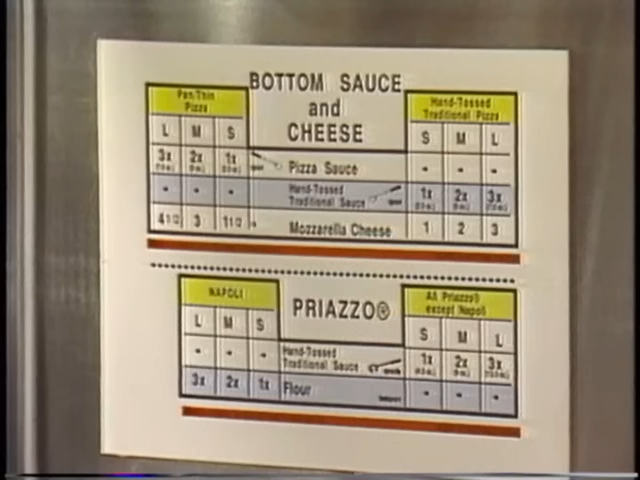 BOTTOM SAUCE
and
CHEESE
Pan/Thin
Pizza
Hand-Tossed
Traditional Pizza
L M S
S M L
3x 2x 1x Pizza Sauce - - -
- - - Hand-Tossed
Traditional Sauce 1x 2x 3x
4 1/2 3 1 1/2 Mozzarella Cheese 1 2 3
NAPOLI
PRIAZZO®
All Priazzo®
except Napoli
L M S
S M L
- - - Hand-Tossed
Traditional Sauce 1x 2x 3x
3x 2x 1x Flour - - -